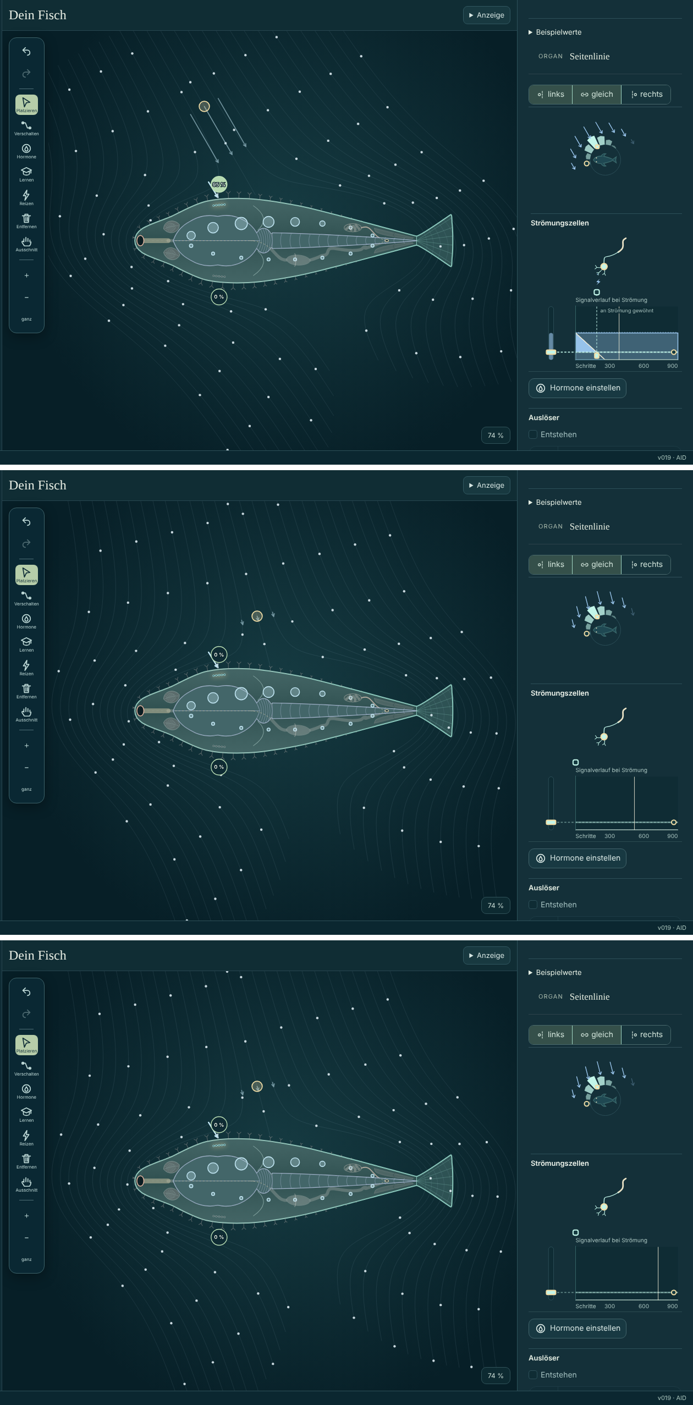 Dein Fisch
Anzeige
Platzieren
Verschalten
Hormone
Lernen
Reizen
Entfernen
Ausschnitt
+
−
ganz
0 %
74 %
Beispielwerte
ORGAN Seitenlinie
links gleich rechts
Strömungszellen
Signalverlauf bei Strömung
an Strömung gewöhnt
Schritte 300 600 900
Hormone einstellen
Auslöser
Entstehen
v019 · AID
Dein Fisch
Anzeige
Platzieren
Verschalten
Hormone
Lernen
Reizen
Entfernen
Ausschnitt
+
−
ganz
0 %
0 %
74 %
Beispielwerte
ORGAN Seitenlinie
links gleich rechts
Strömungszellen
Signalverlauf bei Strömung
Schritte 300 600 900
Hormone einstellen
Auslöser
Entstehen
v019 · AID
Dein Fisch
Anzeige
Platzieren
Verschalten
Hormone
Lernen
Reizen
Entfernen
Ausschnitt
+
−
ganz
0 %
0 %
74 %
Beispielwerte
ORGAN Seitenlinie
links gleich rechts
Strömungszellen
Signalverlauf bei Strömung
Schritte 300 600 900
Hormone einstellen
Auslöser
Entstehen
v019 · AID